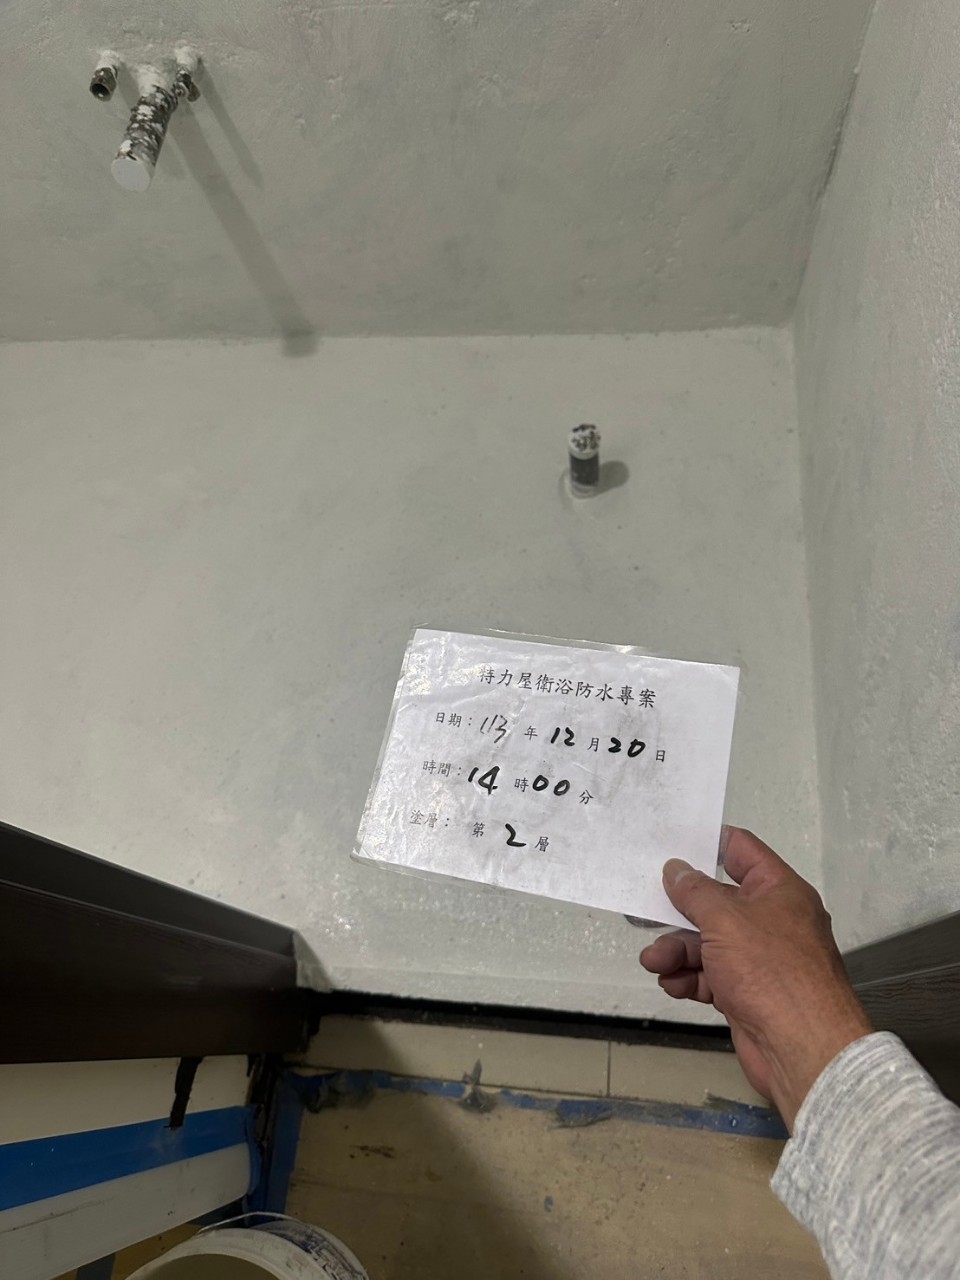 特力屋衛浴防水專案
日期：113 年 12 月 20 日
時間：14 時 00 分
塗層： 第 2 層